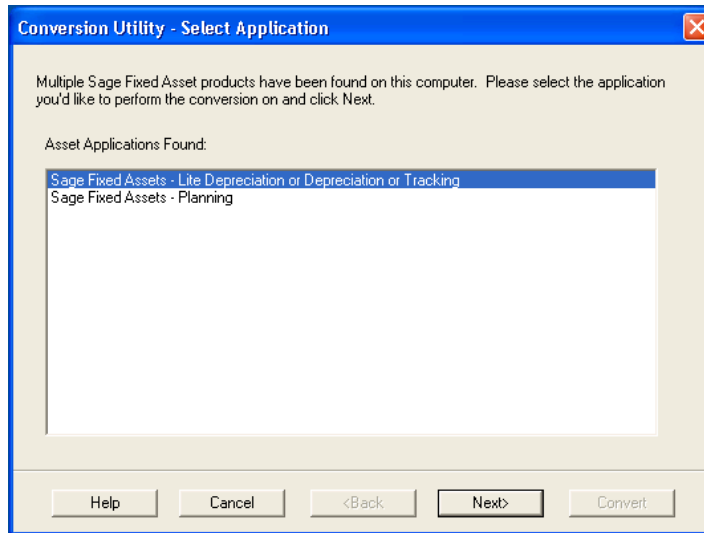 Conversion Utility - Select Application
Multiple Sage Fixed Asset products have been found on this computer.  Please select the application
you'd like to perform the conversion on and click Next.
Asset Applications Found:
Sage Fixed Assets - Lite Depreciation or Depreciation or Tracking
Sage Fixed Assets - Planning
Help Cancel <Back Next> Convert